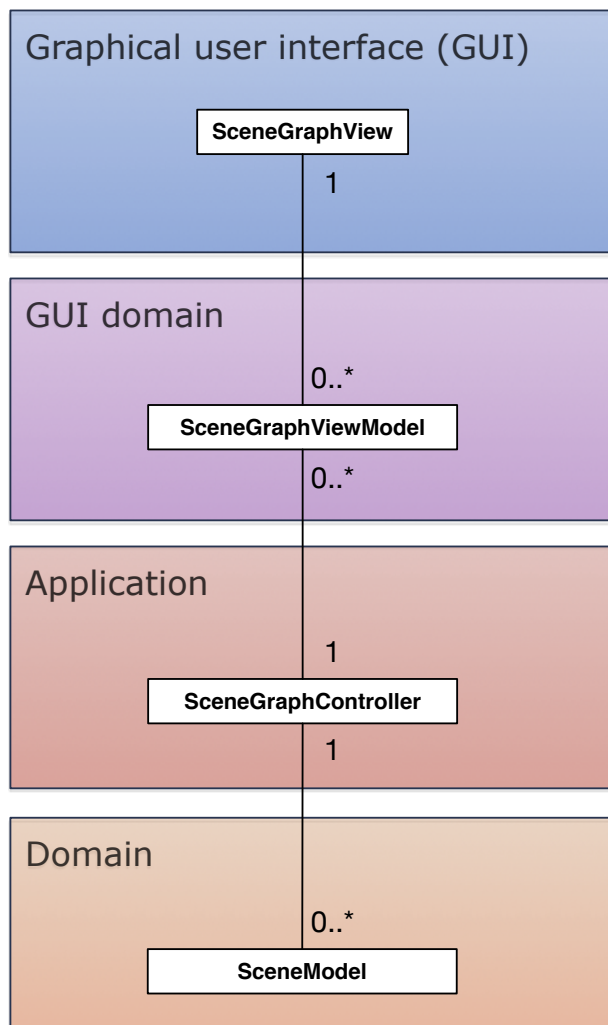 Graphical user interface (GUI)
SceneGraphView
1
GUI domain
0..*
SceneGraphViewModel
0..*
Application
1
SceneGraphController
1
Domain
0..*
SceneModel